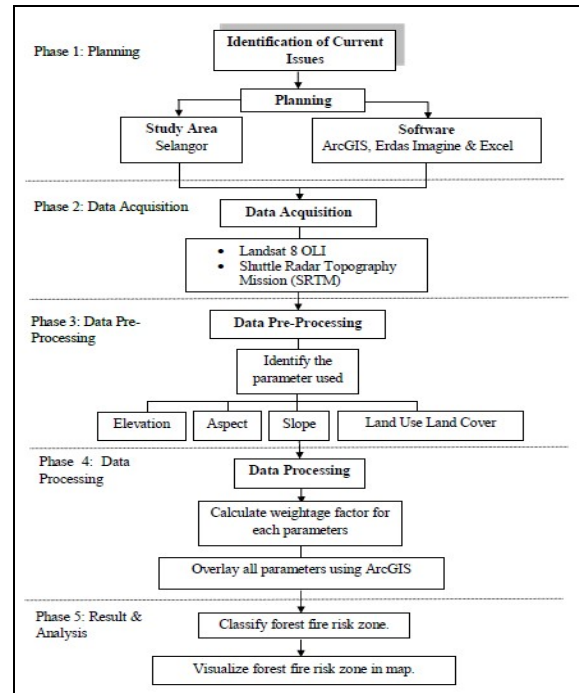 Phase 1: Planning
Identification of Current
Issues
Planning
Study Area
Selangor
Software
ArcGIS, Erdas Imagine & Excel
Phase 2: Data Acquisition
Data Acquisition
• Landsat 8 OLI
• Shuttle Radar Topography
Mission (SRTM)
Phase 3: Data Pre-
Processing
Data Pre-Processing
Identify the
parameter used
Elevation
Aspect
Slope
Land Use Land Cover
Phase 4: Data
Processing
Data Processing
Calculate weightage factor for
each parameters
Overlay all parameters using ArcGIS
Phase 5: Result &
Analysis
Classify forest fire risk zone.
Visualize forest fire risk zone in map.